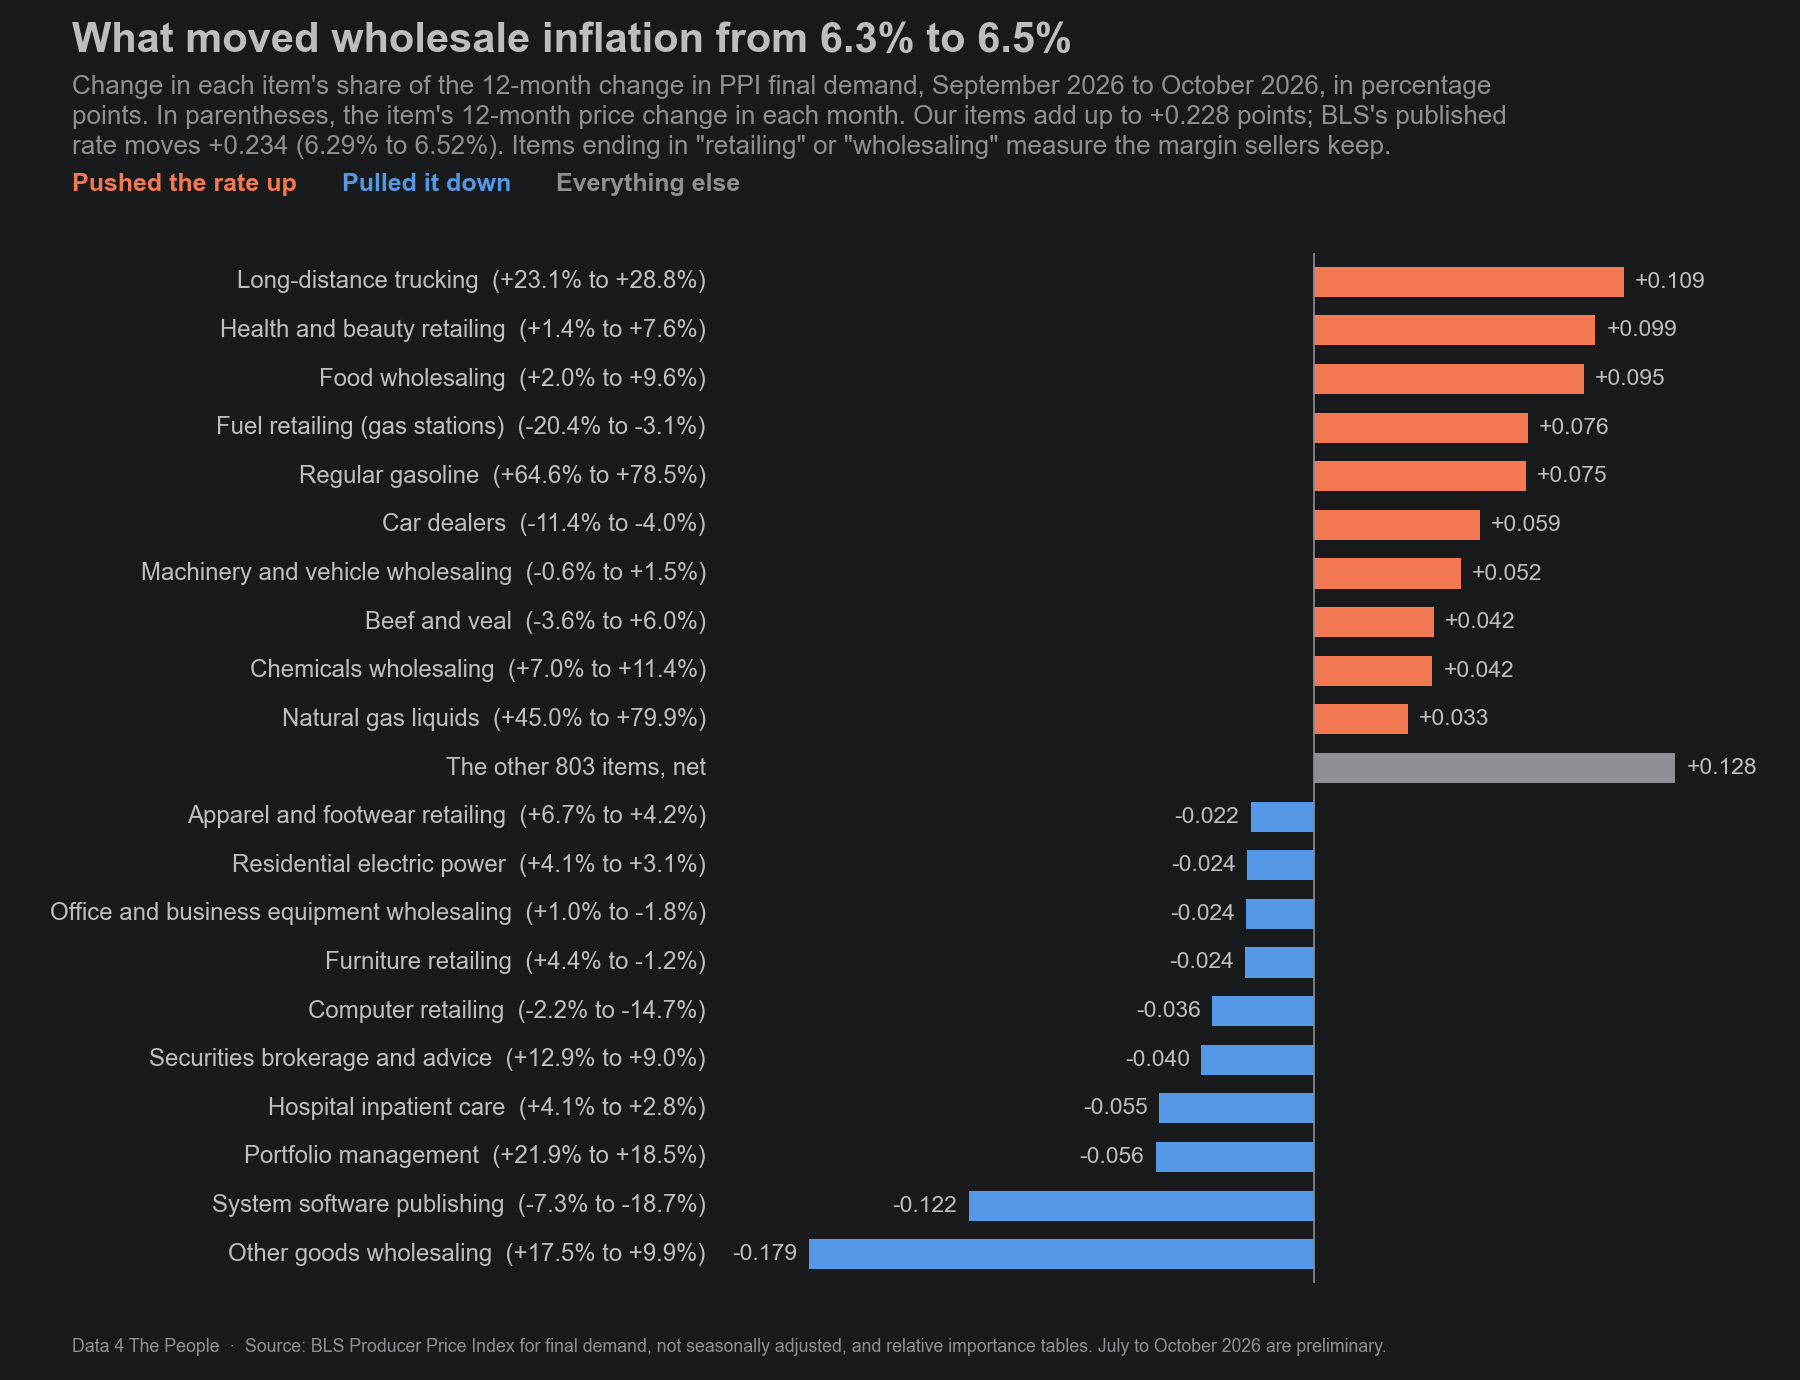 What moved wholesale inflation from 6.3% to 6.5%
Change in each item's share of the 12-month change in PPI final demand, September 2026 to October 2026, in percentage
points. In parentheses, the item's 12-month price change in each month. Our items add up to +0.228 points; BLS's published
rate moves +0.234 (6.29% to 6.52%). Items ending in "retailing" or "wholesaling" measure the margin sellers keep.
Pushed the rate up Pulled it down Everything else
Long-distance trucking (+23.1% to +28.8%) +0.109
Health and beauty retailing (+1.4% to +7.6%) +0.099
Food wholesaling (+2.0% to +9.6%) +0.095
Fuel retailing (gas stations) (-20.4% to -3.1%) +0.076
Regular gasoline (+64.6% to +78.5%) +0.075
Car dealers (-11.4% to -4.0%) +0.059
Machinery and vehicle wholesaling (-0.6% to +1.5%) +0.052
Beef and veal (-3.6% to +6.0%) +0.042
Chemicals wholesaling (+7.0% to +11.4%) +0.042
Natural gas liquids (+45.0% to +79.9%) +0.033
The other 803 items, net +0.128
Apparel and footwear retailing (+6.7% to +4.2%) -0.022
Residential electric power (+4.1% to +3.1%) -0.024
Office and business equipment wholesaling (+1.0% to -1.8%) -0.024
Furniture retailing (+4.4% to -1.2%) -0.024
Computer retailing (-2.2% to -14.7%) -0.036
Securities brokerage and advice (+12.9% to +9.0%) -0.040
Hospital inpatient care (+4.1% to +2.8%) -0.055
Portfolio management (+21.9% to +18.5%) -0.056
System software publishing (-7.3% to -18.7%) -0.122
Other goods wholesaling (+17.5% to +9.9%) -0.179
Data 4 The People · Source: BLS Producer Price Index for final demand, not seasonally adjusted, and relative importance tables. July to October 2026 are preliminary.